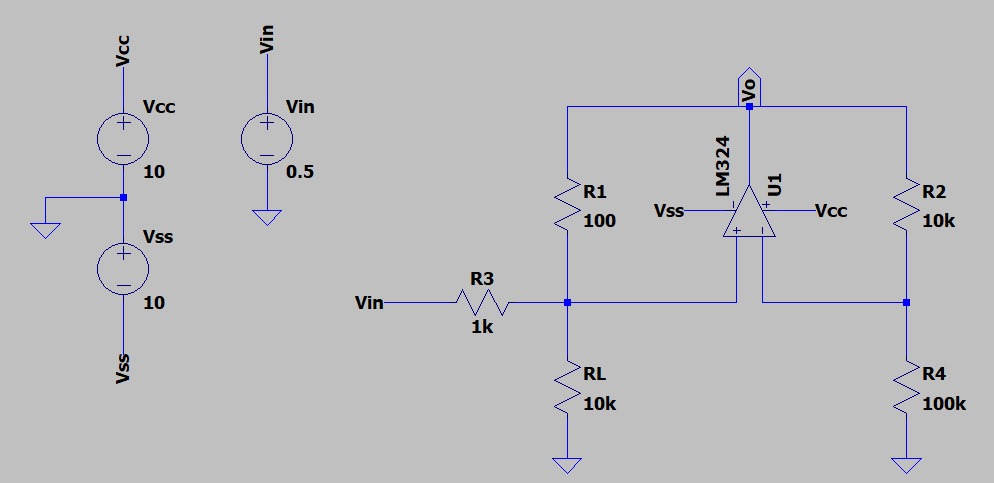 Vcc
Vcc
10
Vss
10
Vss
Vin
Vin
0.5
Vo
LM324
U1
R1
100
R2
10k
Vss
Vcc
Vin
R3
1k
RL
10k
R4
100k